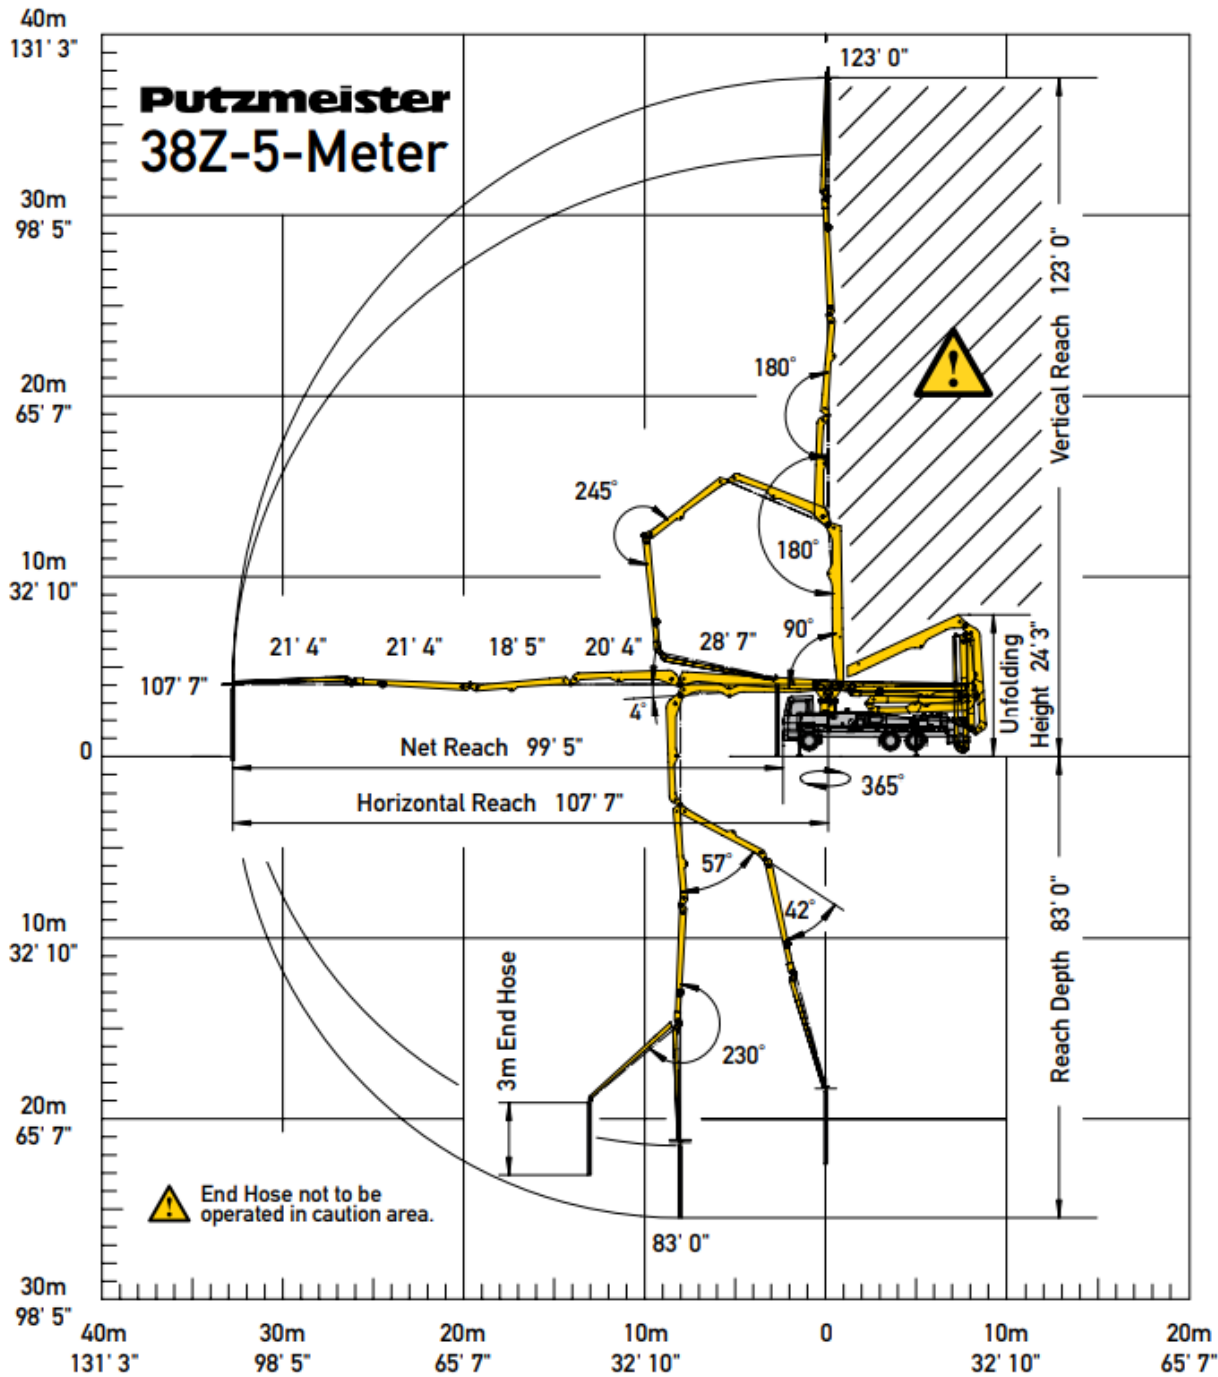 40m
131' 3"
123' 0"
Putzmeister
38Z-5-Meter
30m
98' 5"
Vertical Reach 123' 0"
180°
20m
65' 7"
245°
180°
10m
32' 10"
90°
21' 4" 21' 4" 18' 5" 20' 4" 28' 7"
Unfolding
Height 24' 3"
107' 7"
4°
0
Net Reach 99' 5"
365°
Horizontal Reach 107' 7"
57°
42°
10m
32' 10"
Reach Depth 83' 0"
3m End Hose
230°
20m
65' 7"
End Hose not to be
operated in caution area.
83' 0"
30m
98' 5"
40m 30m 20m 10m 0 10m 20m
131' 3" 98' 5" 65' 7" 32' 10" 32' 10" 65' 7"